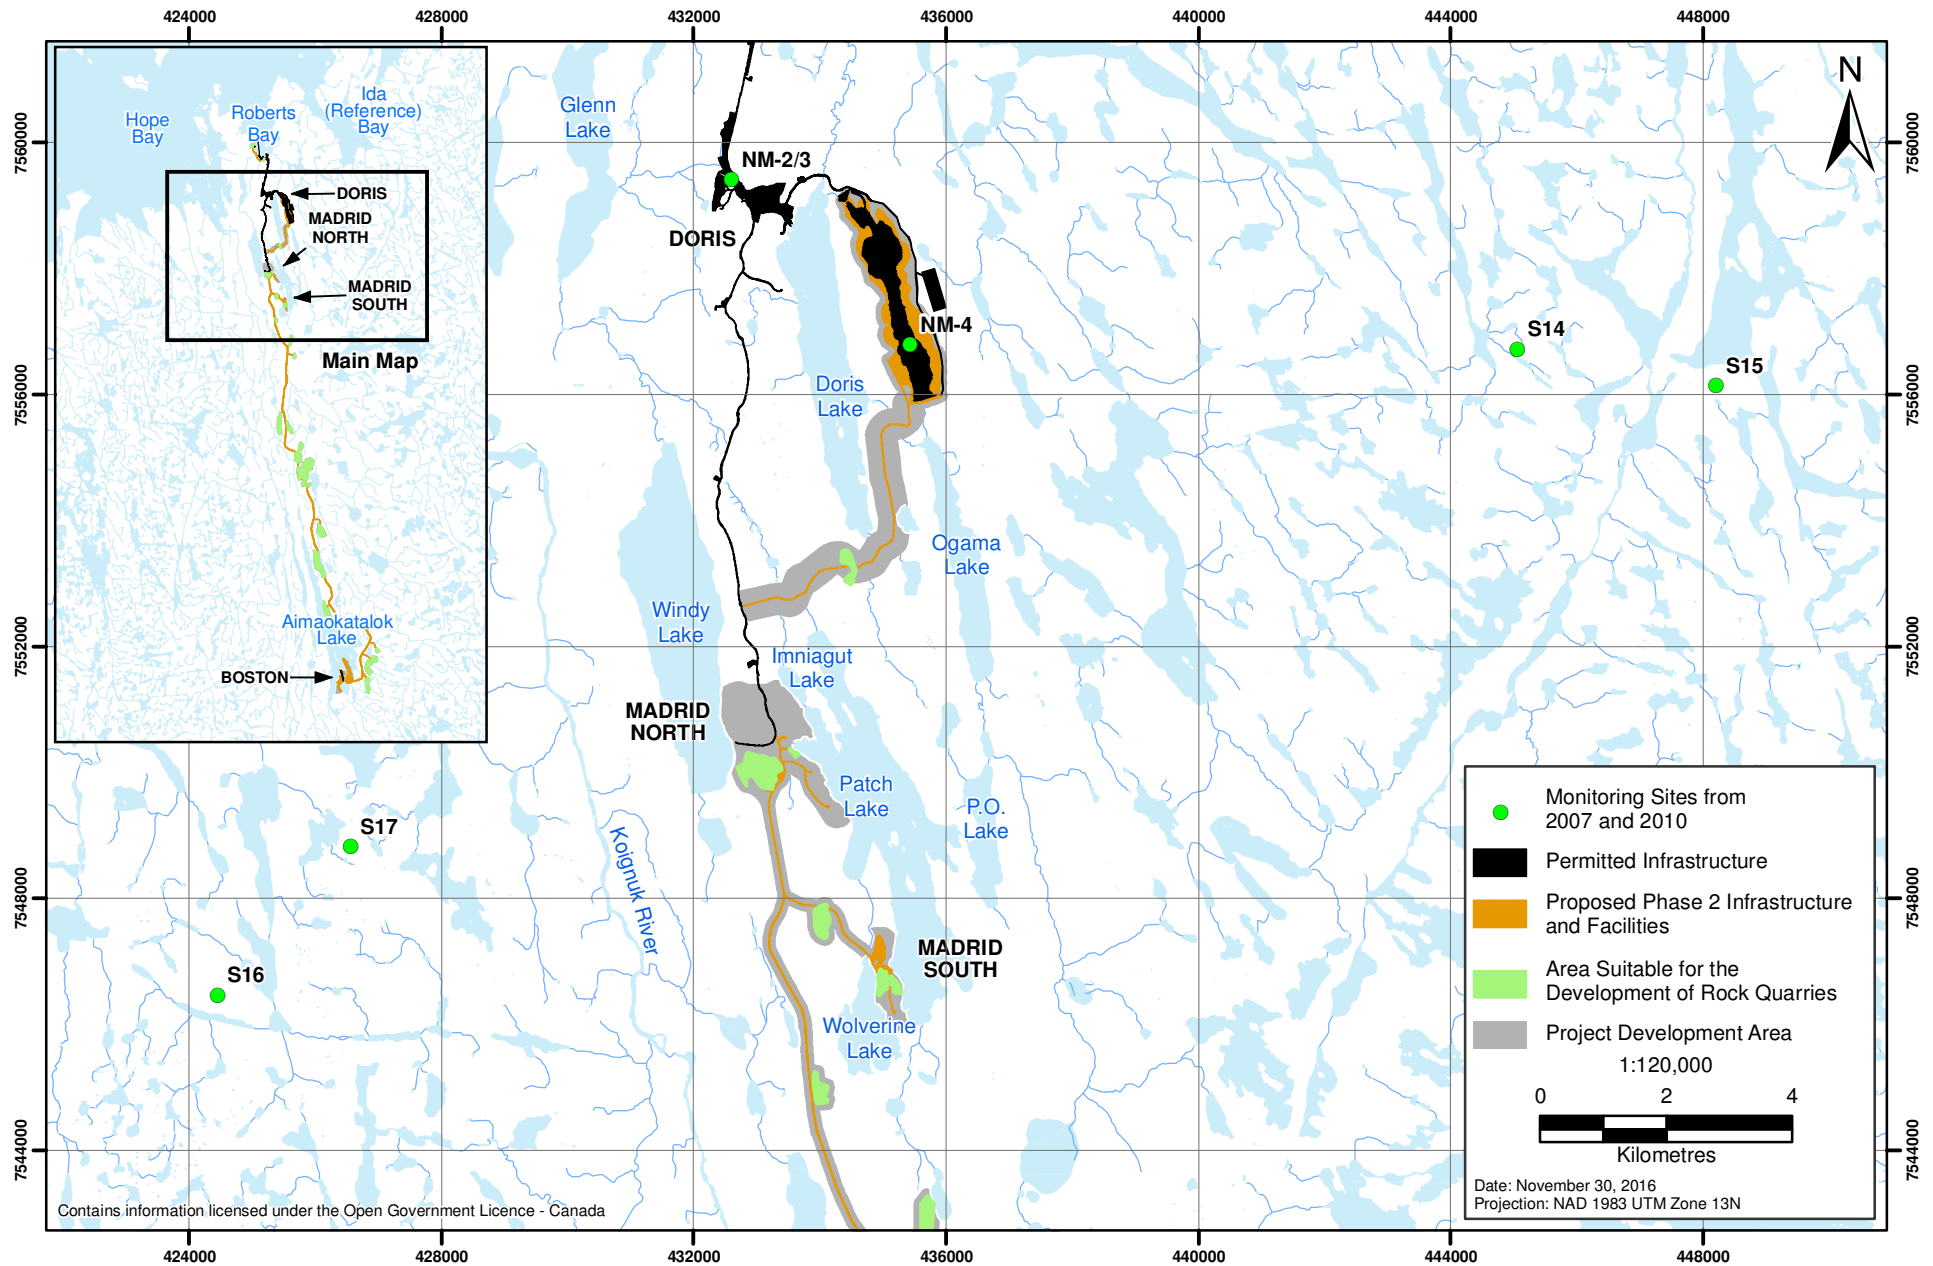 424000
428000
432000
436000
440000
444000
448000
7560000
7556000
7552000
7548000
7544000
7560000
7556000
7552000
7548000
7544000
Hope
Bay
Roberts
Bay
Ida
(Reference)
Bay
DORIS
MADRID
NORTH
MADRID
SOUTH
Main Map
Aimaokatalok
Lake
BOSTON
Glenn
Lake
NM-2/3
DORIS
NM-4
Doris
Lake
S14
S15
Ogama
Lake
Windy
Lake
Imniagut
Lake
MADRID
NORTH
Patch
Lake
P.O.
Lake
Koignuk River
S17
S16
MADRID
SOUTH
Wolverine
Lake
N
Monitoring Sites from
2007 and 2010
Permitted Infrastructure
Proposed Phase 2 Infrastructure
and Facilities
Area Suitable for the
Development of Rock Quarries
Project Development Area
1:120,000
0 2 4
Kilometres
Date: November 30, 2016
Projection: NAD 1983 UTM Zone 13N
Contains information licensed under the Open Government Licence - Canada
424000
428000
432000
436000
440000
444000
448000